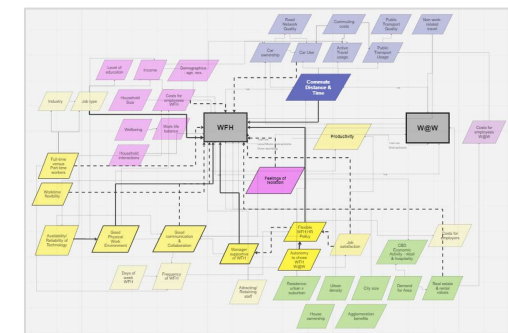 Road
Network
Quality
Commuting
costs
Public
Transport
Quality
Non-work
related
travel
Car
ownership
Car Use
Active
Travel
usage
Public
Transport
Usage
Level of
education
Income
Demographics
- age, sex,
Commute
Distance &
Time
Industry
Job type
Household
Size
Costs for
employees
WFH
WFH
W@W
Wellbeing
Work-life
balance
Productivity
Costs for
employees
W@W
Household
interactions
Full-time
versus
Part-time
workers
Workplace
flexibility
Feelings of
Isolation
Availability/
Reliability of
Technology
Good
Physical
Work
Environment
Good
communication
&
Collaboration
Flexible
WFH HR
Policy
Manager
supportive
of WFH
Autonomy
to chose
WFH
W@W
Job
satisfaction
CBD
Economic
Activity - retail
& hospitality
Costs for
employers
Days of
week WFH
Frequency
of WFH
Attracting/
Retaining
staff
Residence
urban v
suburban
Urban
density
City size
Demand
for Area
Real estate
& rental
values
House
ownership
Agglomeration
benefits